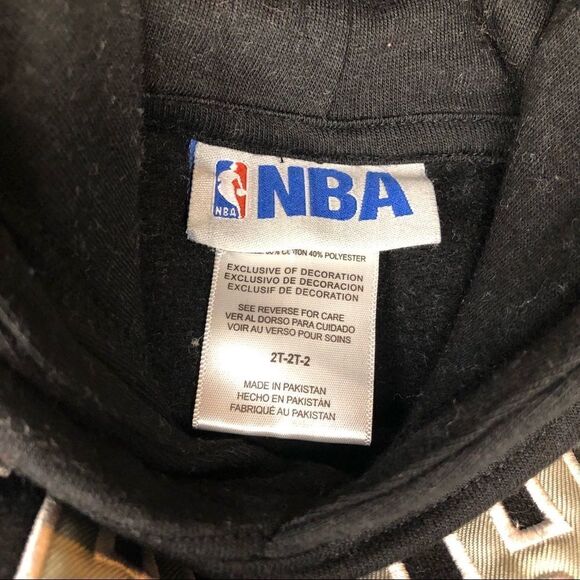 NBA
NBA
COTTON 40% POLYESTER
EXCLUSIVE OF DECORATION
EXCLUSIVO DE DECORACION
EXCLUSIF DE DECORATION
SEE REVERSE FOR CARE
VER AL DORSO PARA CUIDADO
VOIR AU VERSO POUR SOINS
2T-2T-2
MADE IN PAKISTAN
HECHO EN PAKISTÁN
FABRIQUÉ AU PAKISTAN